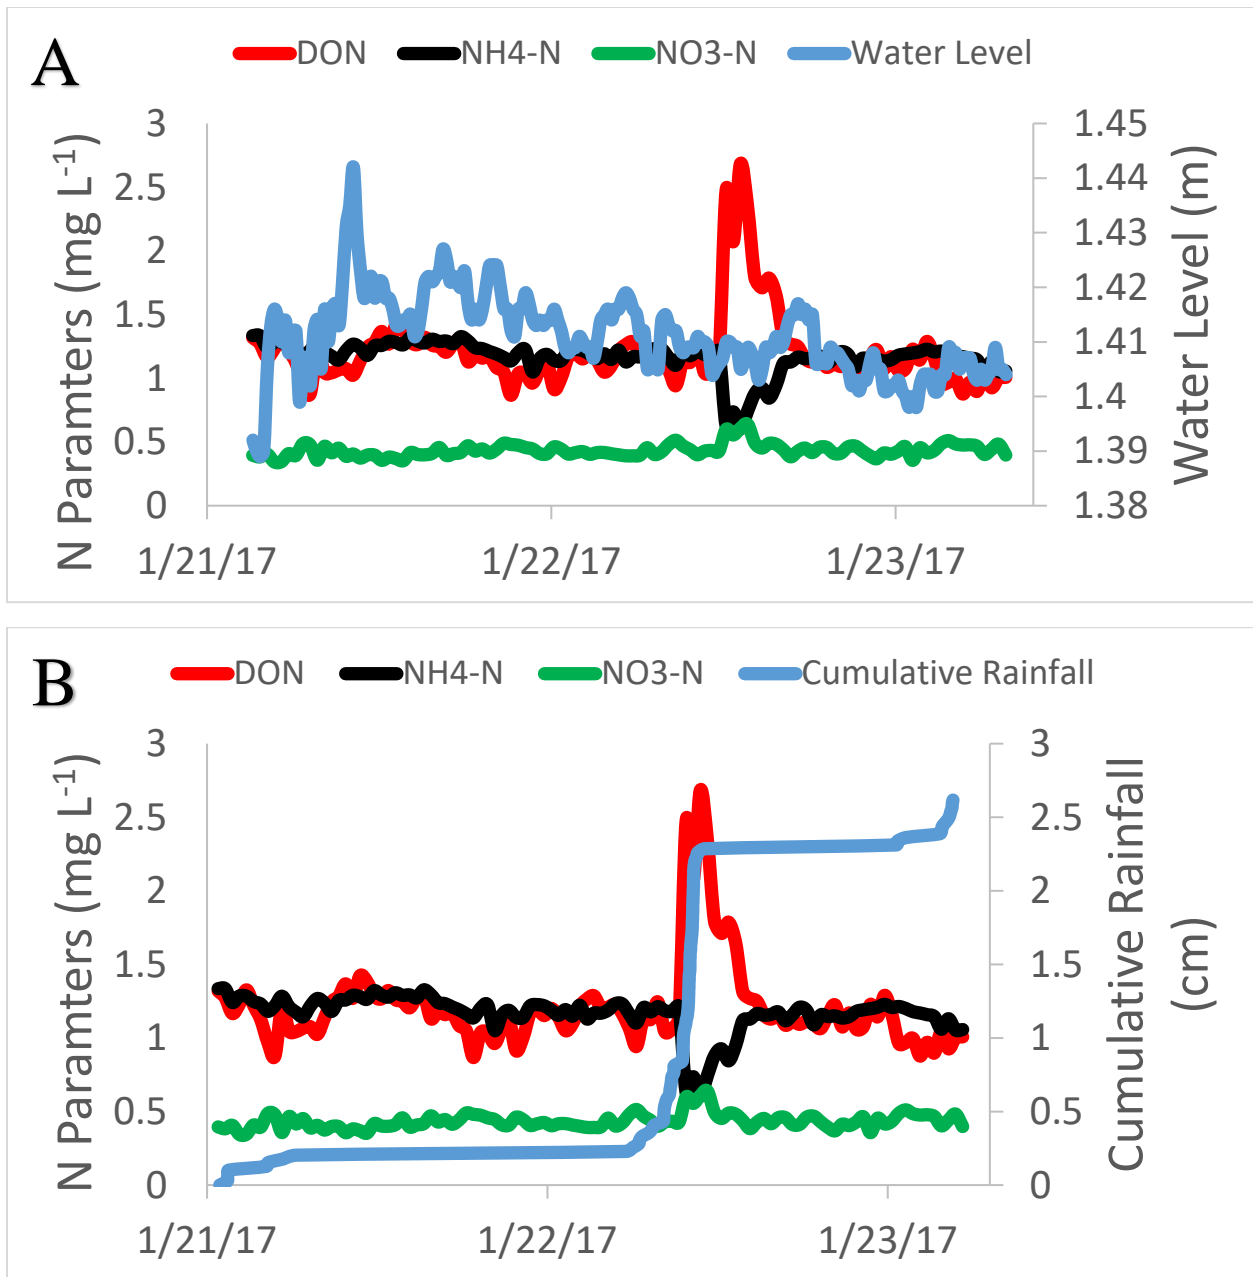 A
DON NH4-N NO3-N Water Level
N Paramters (mg L-1)
3
2.5
2
1.5
1
0.5
0
1.45
1.44
1.43
1.42
1.41
1.4
1.39
1.38
Water Level (m)
1/21/17 1/22/17 1/23/17
B
DON NH4-N NO3-N Cumulative Rainfall
N Paramters (mg L-1)
3
2.5
2
1.5
1
0.5
0
3
2.5
2
1.5
1
0.5
0
Cumulative Rainfall
(cm)
1/21/17 1/22/17 1/23/17